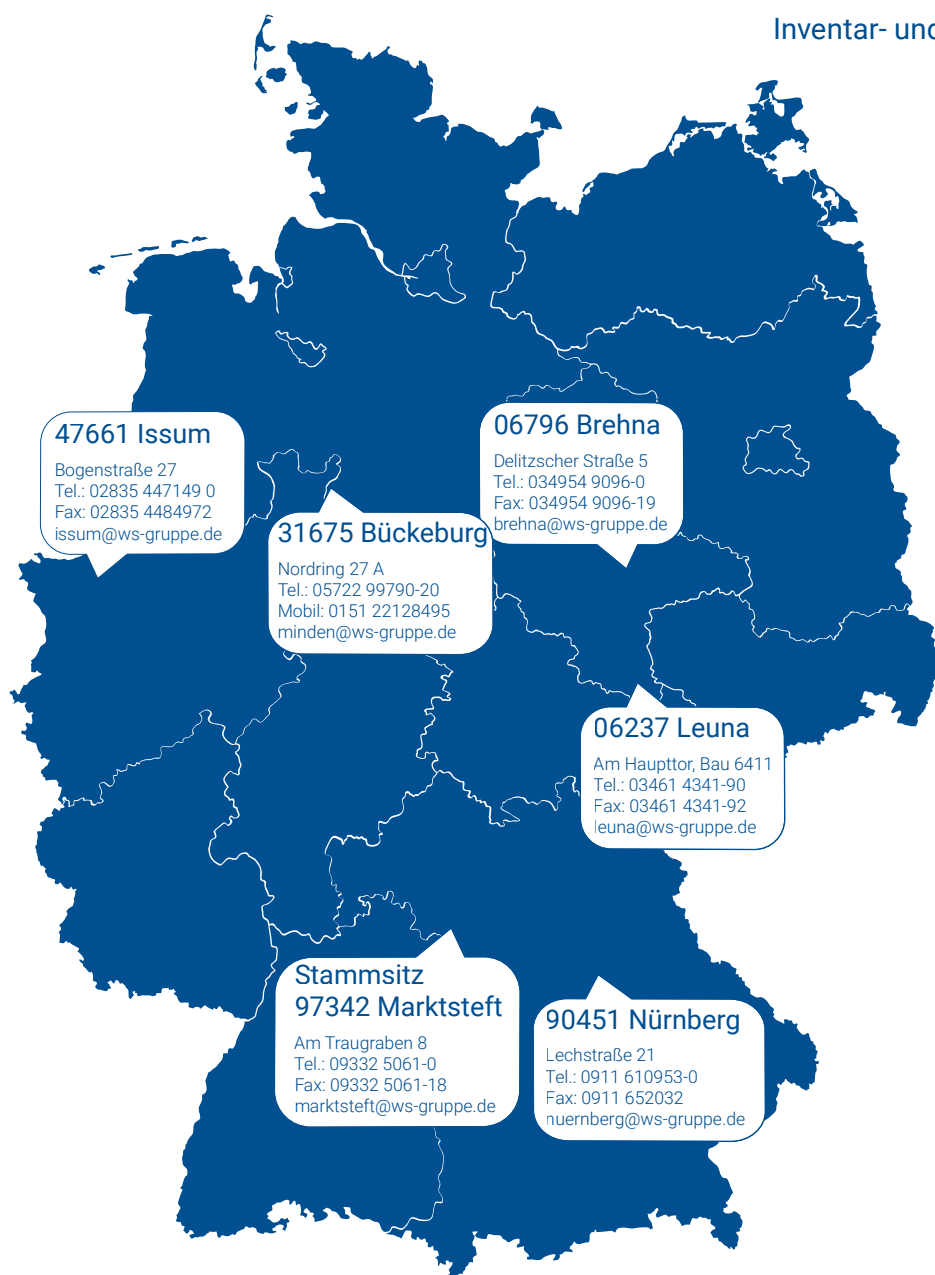 Inventar- und
47661 Issum
Bogenstraße 27
Tel.: 02835 447149 0
Fax: 02835 4484972
issum@ws-gruppe.de
06796 Brehna
Delitzscher Straße 5
Tel.: 034954 9096-0
Fax: 034954 9096-19
brehna@ws-gruppe.de
31675 Bückeburg
Nordring 27 A
Tel.: 05722 99790-20
Mobil: 0151 22128495
minden@ws-gruppe.de
06237 Leuna
Am Haupttor, Bau 6411
Tel.: 03461 4341-90
Fax: 03461 4341-92
leuna@ws-gruppe.de
Stammsitz
97342 Marktsteft
Am Traugraben 8
Tel.: 09332 5061-0
Fax: 09332 5061-18
marktsteft@ws-gruppe.de
90451 Nürnberg
Lechstraße 21
Tel.: 0911 610953-0
Fax: 0911 652032
nuernberg@ws-gruppe.de